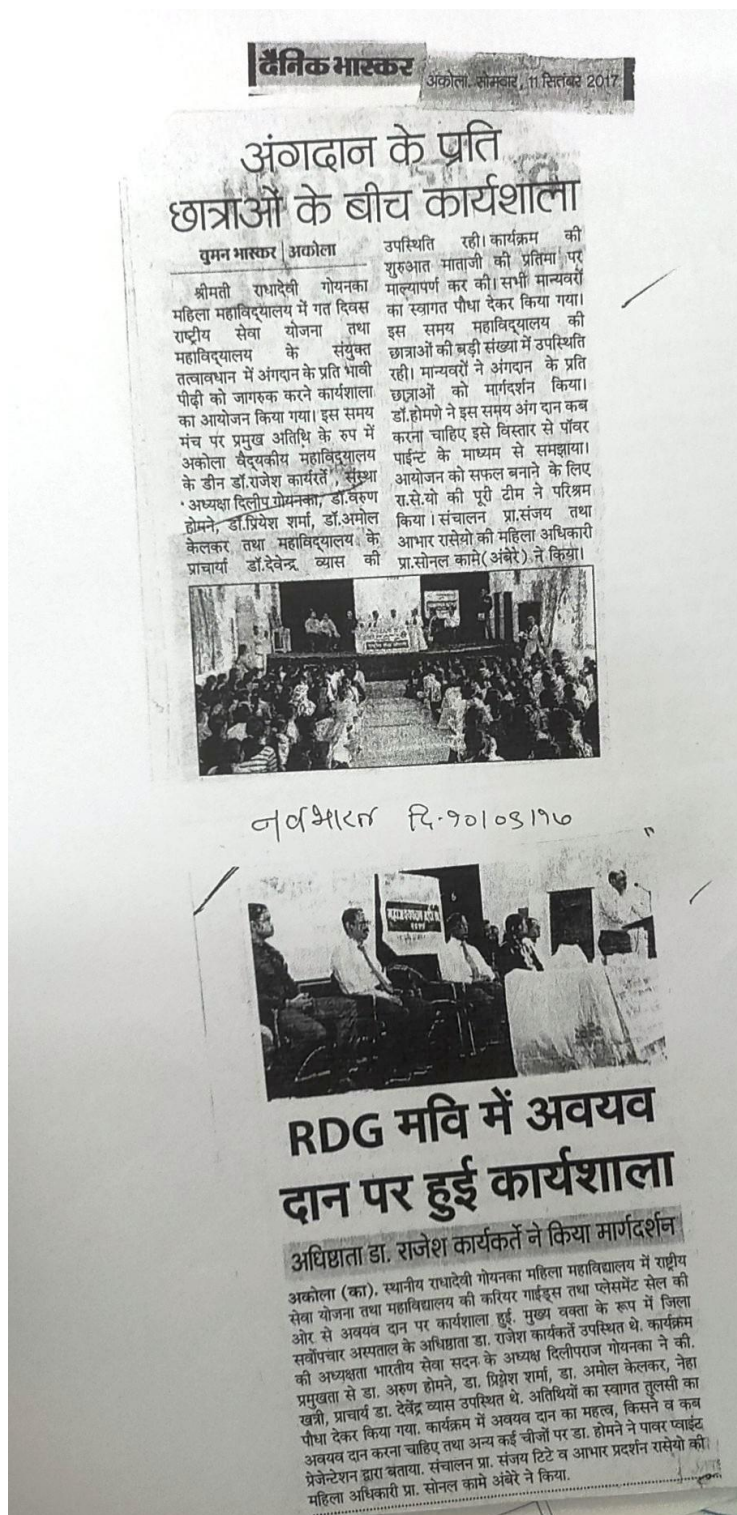 दैनिक भास्कर
अकोला, सोमवार, 11 सितंबर 2017
अंगदान के प्रति
छात्राओं के बीच कार्यशाला
वुमन भास्कर | अकोला
श्रीमती राधादेवी गोयनका
महिला महाविद्यालय में गत दिवस
राष्ट्रीय सेवा योजना तथा
महाविद्यालय के संयुक्त
तत्वावधान में अंगदान के प्रति भावी
पीढ़ी को जागरुक करने कार्यशाला
का आयोजन किया गया। इस समय
मंच पर प्रमुख अतिथि के रुप में
अकोला वैद्यकीय महाविद्यालय
के डीन डॉ.राजेश कार्यरर्ते, संस्था
अध्यक्षा दिलीप गोयनका, डॉ.वरुण
होमने, डॉ.प्रियेश शर्मा, डॉ.अमोल
केलकर तथा महाविद्यालय के
प्राचार्या डॉ.देवेन्द्र व्यास की
उपस्थिति रही। कार्यक्रम की
शुरुआत माताजी की प्रतिमा पर
माल्यापर्ण कर की। सभी मान्यवरों
का स्वागत पौधा देकर किया गया।
इस समय महाविद्यालय की
छात्राओं की बड़ी संख्या में उपस्थिति
रही। मान्यवरों ने अंगदान के प्रति
छात्राओं को मार्गदर्शन किया।
डॉ.होमणे ने इस समय अंग दान कब
करना चाहिए इसे विस्तार से पॉवर
पाईन्ट के माध्यम से समझाया।
आयोजन को सफल बनाने के लिए
रा.से.यो की पूरी टीम ने परिश्रम
किया। संचालन प्रा.संजय तथा
आभार रासेयो की महिला अधिकारी
प्रा.सोनल कामे(अंबेरे) ने किया।
नवभारत दि.१०।०९।१७
RDG मवि में अवयव
दान पर हुई कार्यशाला
अधिष्ठाता डा. राजेश कार्यकर्ते ने किया मार्गदर्शन
अकोला (का). स्थानीय राधादेवी गोयनका महिला महाविद्यालय में राष्ट्रीय
सेवा योजना तथा महाविद्यालय की करियर गाईड्स तथा प्लेसमेंट सेल की
ओर से अवयव दान पर कार्यशाला हुई. मुख्य वक्ता के रूप में जिला
सर्वोपचार अस्पताल के अधिष्ठाता डा. राजेश कार्यकर्ते उपस्थित थे. कार्यक्रम
की अध्यक्षता भारतीय सेवा सदन के अध्यक्ष दिलीपराज गोयनका ने की.
प्रमुखता से डा. अरुण होमने, डा. प्रियेश शर्मा, डा. अमोल केलकर, नेहा
खत्री, प्राचार्य डा. देवेंद्र व्यास उपस्थित थे. अतिथियों का स्वागत तुलसी का
पौधा देकर किया गया. कार्यक्रम में अवयव दान का महत्व, किसने व कब
अवयव दान करना चाहिए तथा अन्य कई चीजों पर डा. होमने ने पावर प्वाइंट
प्रेजेन्टेशन द्वारा बताया. संचालन प्रा. संजय टिटे व आभार प्रदर्शन रासेयो की
महिला अधिकारी प्रा. सोनल कामे अंबेरे ने किया.